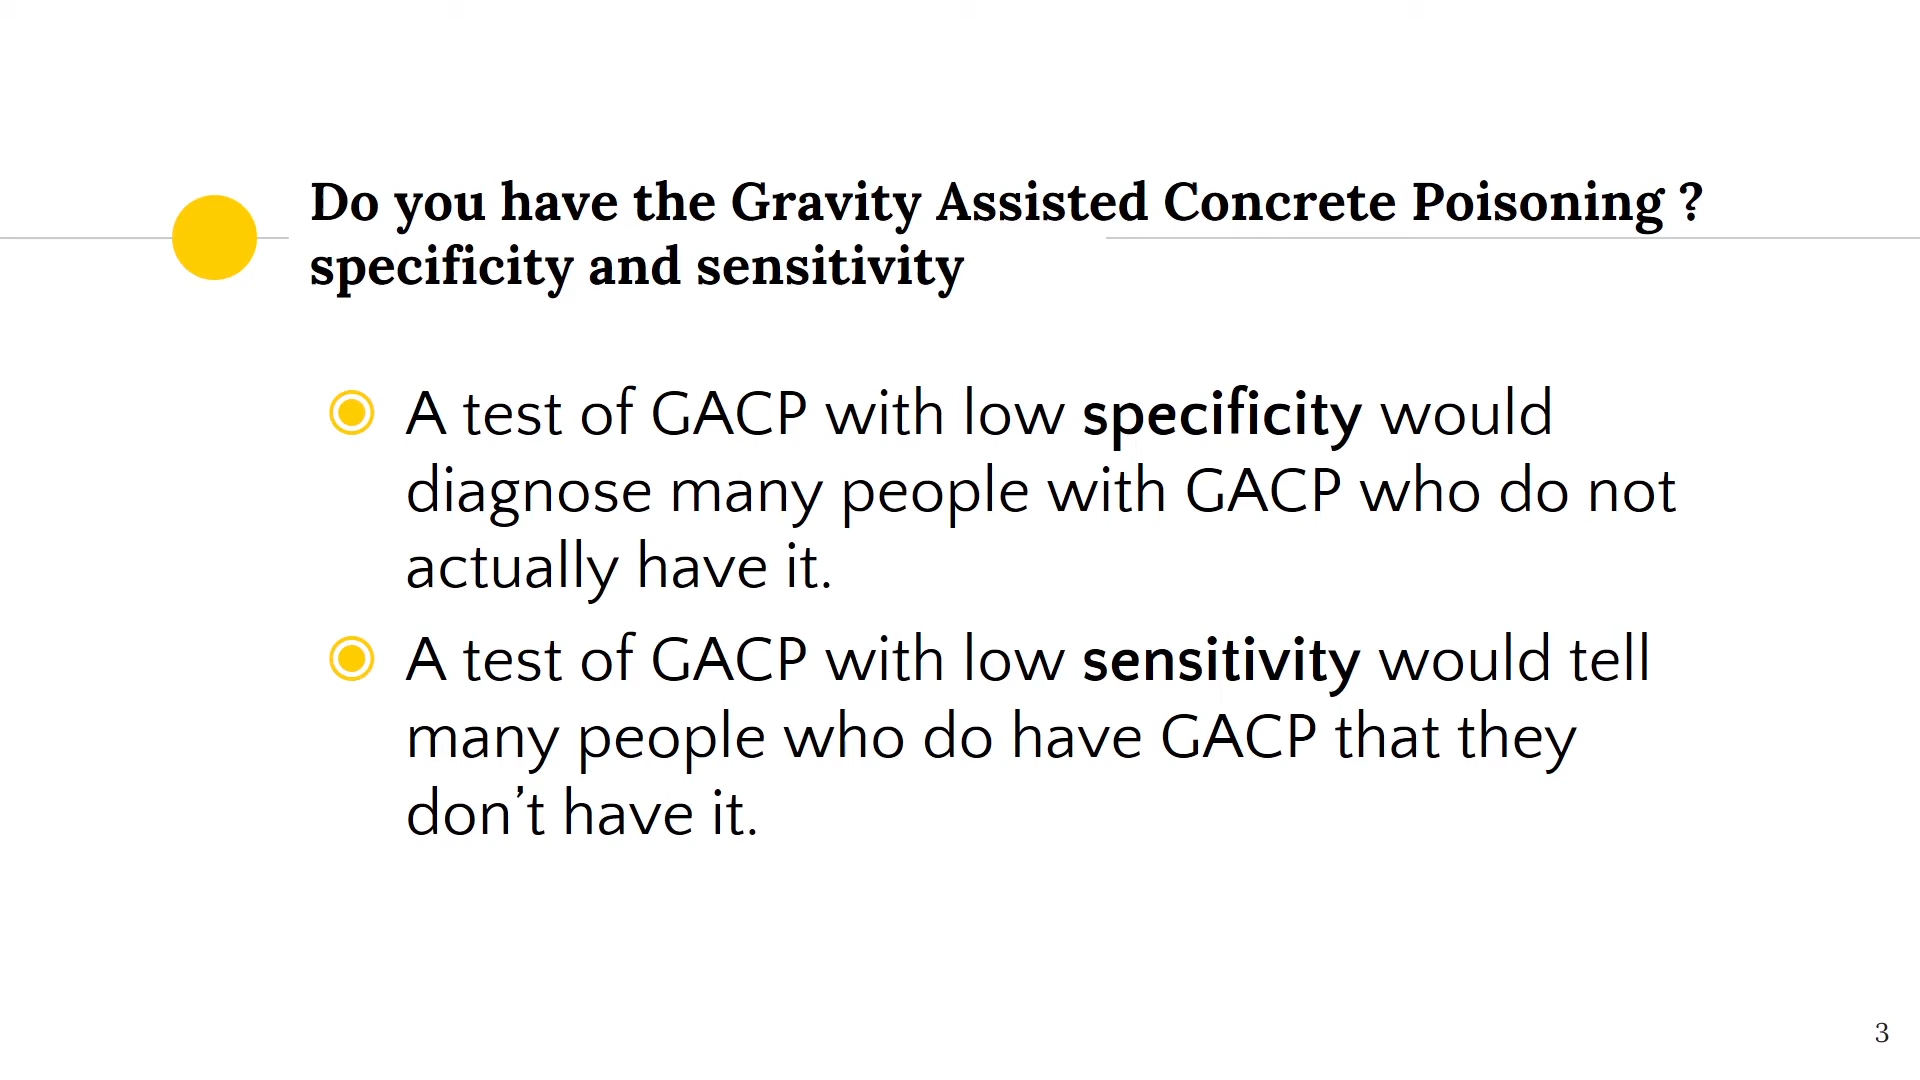 Do you have the Gravity Assisted Concrete Poisoning ?
specificity and sensitivity
A test of GACP with low specificity would
diagnose many people with GACP who do not
actually have it.
A test of GACP with low sensitivity would tell
many people who do have GACP that they
don’t have it.
3